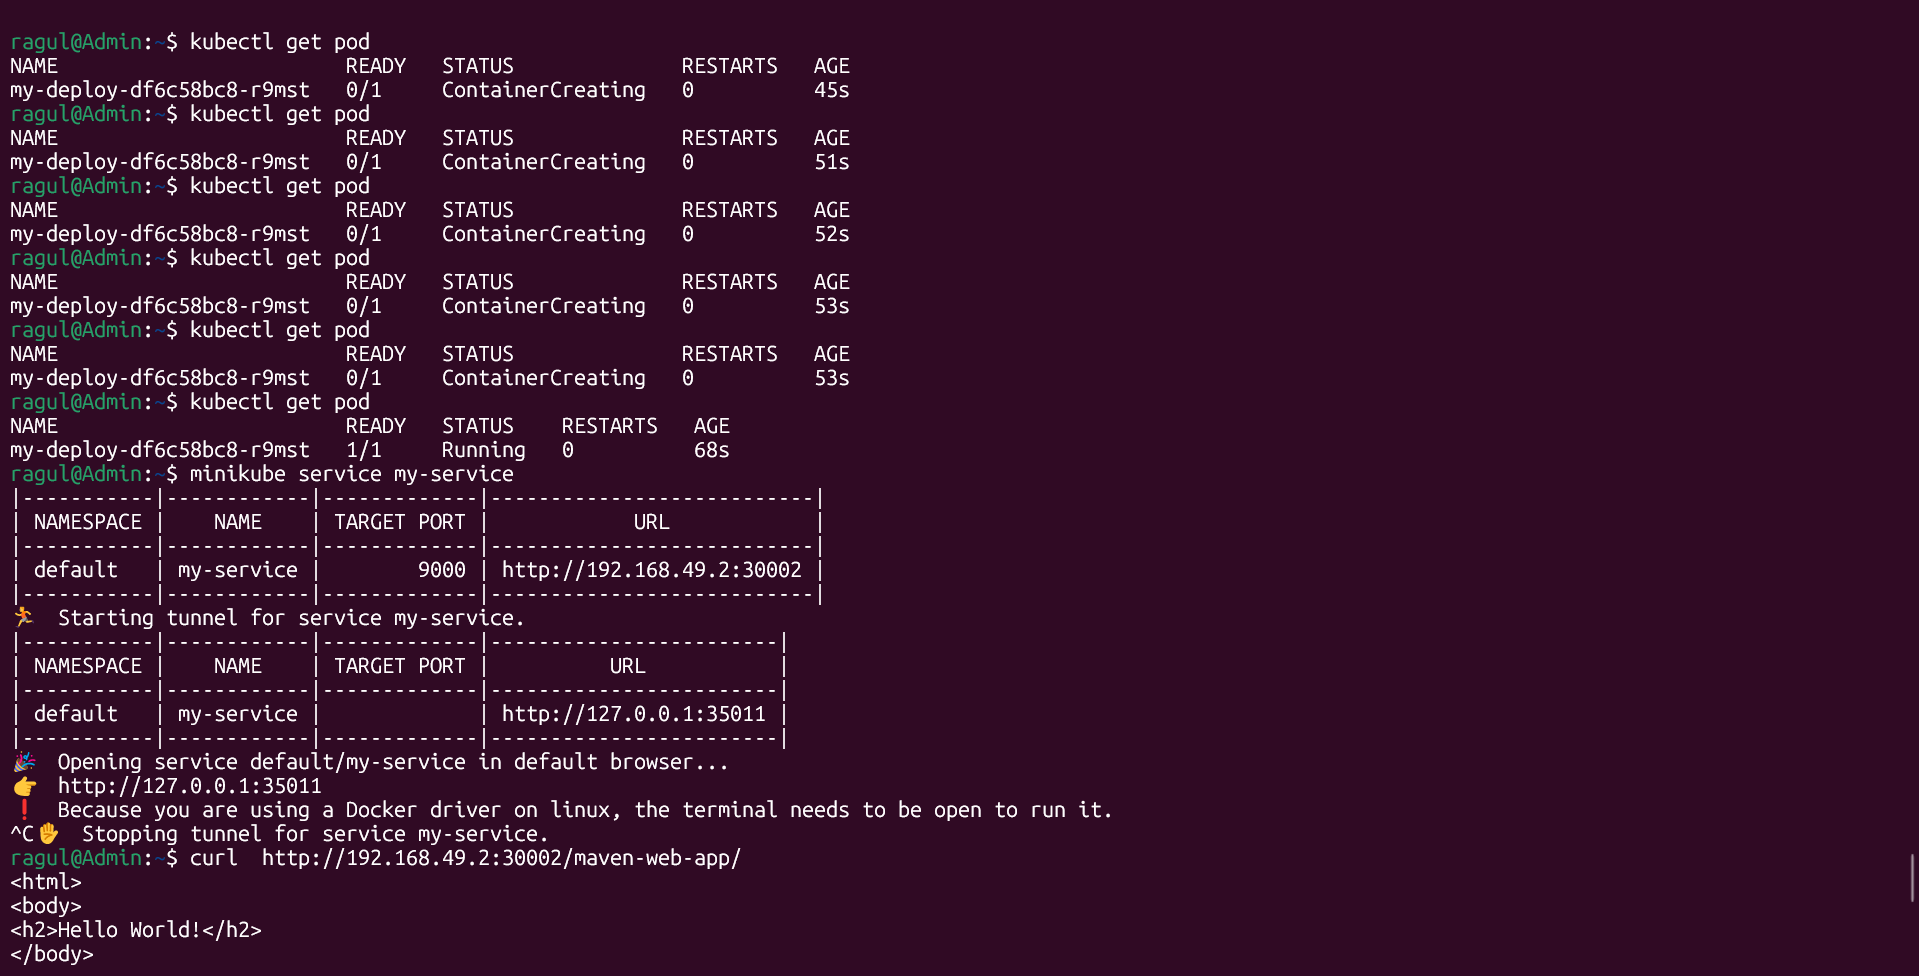 ragul@Admin:~$ kubectl get pod
NAME                        READY   STATUS              RESTARTS   AGE
my-deploy-df6c58bc8-r9mst   0/1     ContainerCreating   0          45s
ragul@Admin:~$ kubectl get pod
NAME                        READY   STATUS              RESTARTS   AGE
my-deploy-df6c58bc8-r9mst   0/1     ContainerCreating   0          51s
ragul@Admin:~$ kubectl get pod
NAME                        READY   STATUS              RESTARTS   AGE
my-deploy-df6c58bc8-r9mst   0/1     ContainerCreating   0          52s
ragul@Admin:~$ kubectl get pod
NAME                        READY   STATUS              RESTARTS   AGE
my-deploy-df6c58bc8-r9mst   0/1     ContainerCreating   0          53s
ragul@Admin:~$ kubectl get pod
NAME                        READY   STATUS              RESTARTS   AGE
my-deploy-df6c58bc8-r9mst   0/1     ContainerCreating   0          53s
ragul@Admin:~$ kubectl get pod
NAME                        READY   STATUS    RESTARTS   AGE
my-deploy-df6c58bc8-r9mst   1/1     Running   0          68s
ragul@Admin:~$ minikube service my-service
|-----------|------------|-------------|---------------------------|
| NAMESPACE |    NAME    | TARGET PORT |            URL            |
|-----------|------------|-------------|---------------------------|
| default   | my-service |        9000 | http://192.168.49.2:30002 |
|-----------|------------|-------------|---------------------------|
🏃  Starting tunnel for service my-service.
|-----------|------------|-------------|------------------------|
| NAMESPACE |    NAME    | TARGET PORT |          URL           |
|-----------|------------|-------------|------------------------|
| default   | my-service |             | http://127.0.0.1:35011 |
|-----------|------------|-------------|------------------------|
🎉  Opening service default/my-service in default browser...
👉  http://127.0.0.1:35011
❗  Because you are using a Docker driver on linux, the terminal needs to be open to run it.
^C✋  Stopping tunnel for service my-service.
ragul@Admin:~$ curl  http://192.168.49.2:30002/maven-web-app/
<html>
<body>
<h2>Hello World!</h2>
</body>